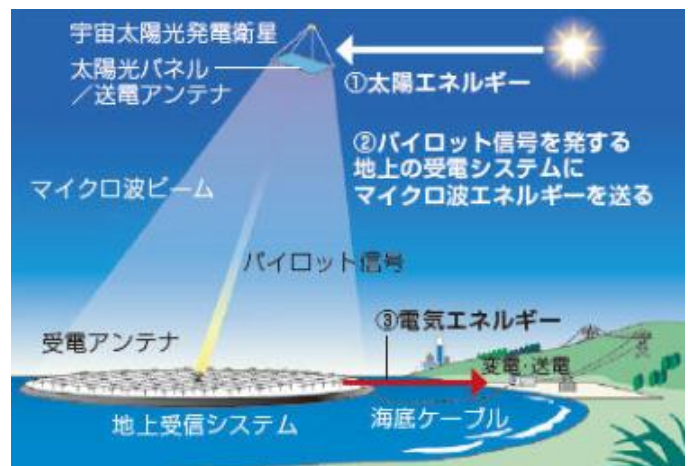 宇宙太陽光発電衛星
太陽光パネル
／送電アンテナ
①太陽エネルギー
②パイロット信号を発する
地上の受電システムに
マイクロ波エネルギーを送る
マイクロ波ビーム
パイロット信号
③電気エネルギー
受電アンテナ
変電・送電
地上受信システム
海底ケーブル